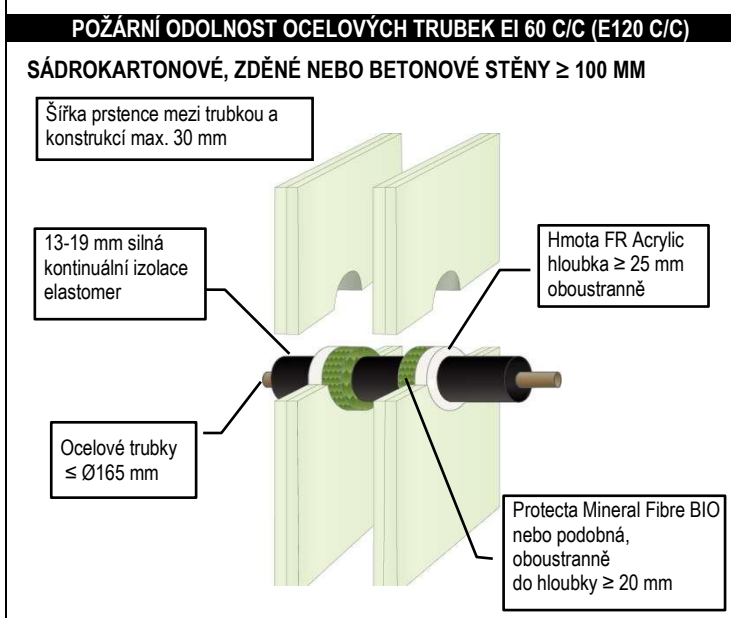 POŽÁRNÍ ODOLNOST OCELOVÝCH TRUBEK EI 60 C/C (E120 C/C)
SÁDROKARTONOVÉ, ZDĚNÉ NEBO BETONOVÉ STĚNY ≥ 100 MM
Šířka prstence mezi trubkou a
konstrukcí max. 30 mm
13-19 mm silná
kontinuální izolace
elastomer
Hmota FR Acrylic
hloubka ≥ 25 mm
oboustranně
Ocelové trubky
≤ Ø165 mm
Protecta Mineral Fibre BIO
nebo podobná,
oboustranně
do hloubky ≥ 20 mm